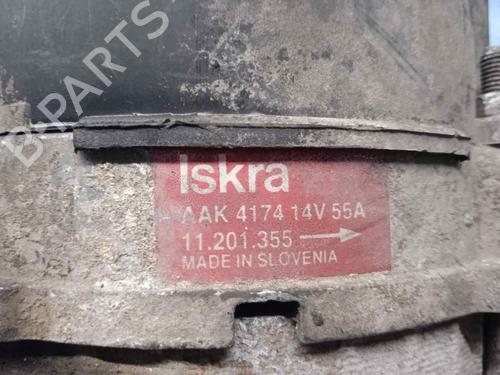 B-PARTS
Iskra
AAK 4174 14V 55A
11.201.355
MADE IN SLOVENIA